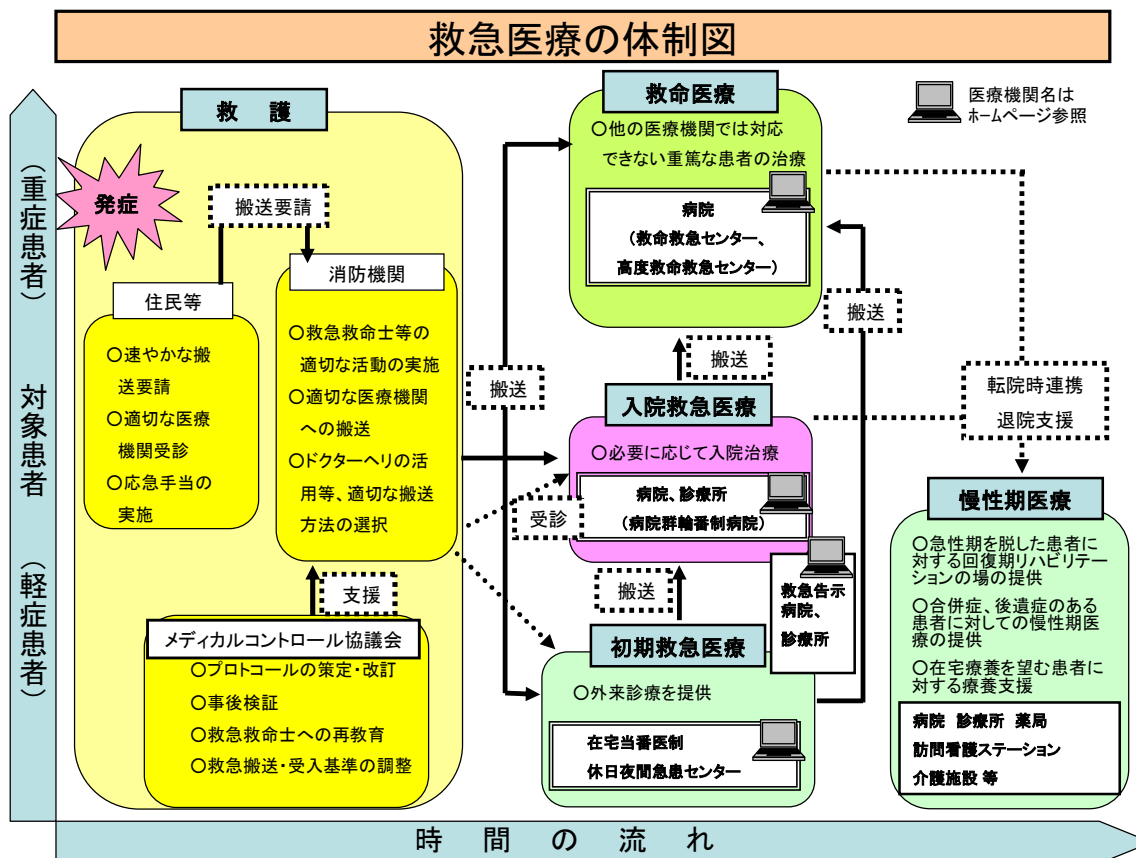 救急医療の体制図
医療機関名は
ホームページ参照
(重症患者)
対象患者
(軽症患者)
救　護
発症
搬送要請
住民等
○速やかな搬
送要請
○適切な医療
機関受診
○応急手当の
実施
消防機関
○救急救命士等の
適切な活動の実施
○適切な医療機関
への搬送
○ドクターヘリの活
用等、適切な搬送
方法の選択
支援
メディカルコントロール協議会
○プロトコールの策定・改訂
○事後検証
○救急救命士への再教育
○救急搬送・受入基準の調整
搬送
受診
救命医療
○他の医療機関では対応
できない重篤な患者の治療
病院
(救命救急センター、
高度救命救急センター)
搬送
搬送
入院救急医療
○必要に応じて入院治療
病院、診療所
(病院群輪番制病院)
搬送
救急告示
病院、
診療所
初期救急医療
○外来診療を提供
在宅当番医制
休日夜間急患センター
転院時連携
退院支援
慢性期医療
○急性期を脱した患者に
対する回復期リハビリテー
ションの場の提供
○合併症、後遺症のある
患者に対しての慢性期医
療の提供
○在宅療養を望む患者に
対する療養支援
病院　診療所　薬局
訪問看護ステーション
介護施設 等
時　間　の　流　れ